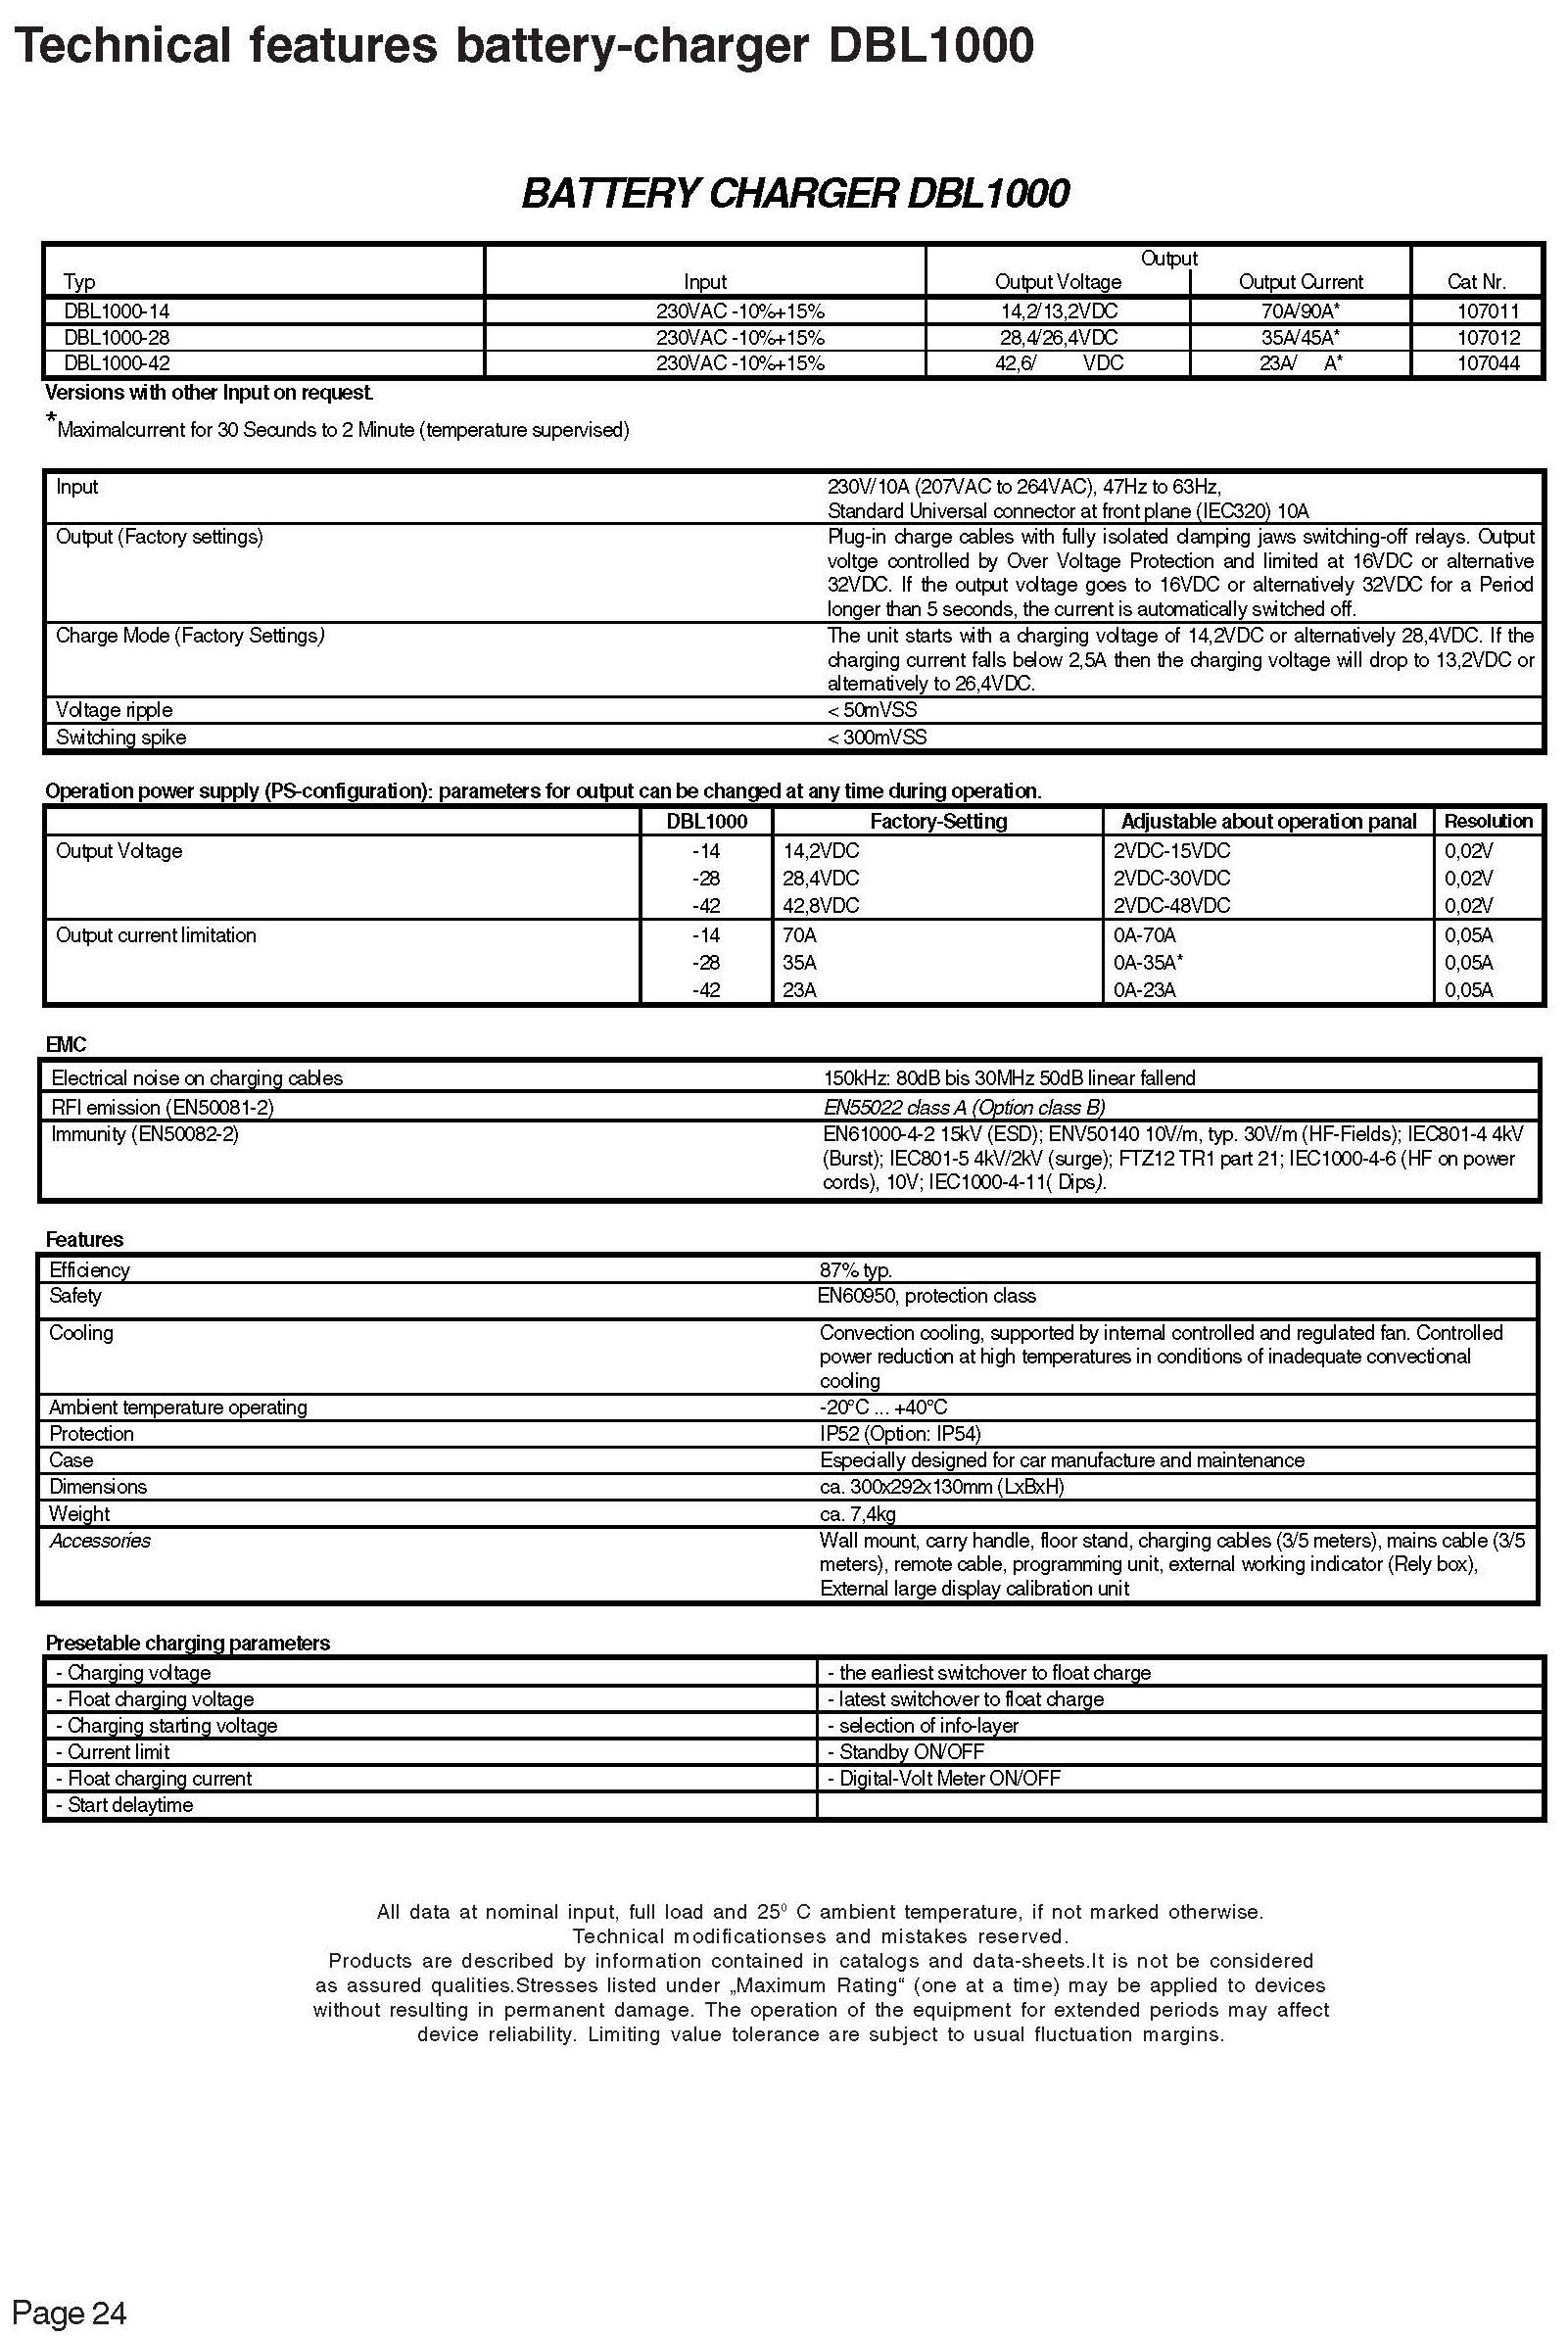 Technical features battery-charger DBL1000
BATTERY CHARGER DBL1000
Output
Typ Input Output Voltage Output Current Cat Nr.
DBL1000-14 230VAC -10%+15% 14,2/13,2VDC 70A/90A* 107011
DBL1000-28 230VAC -10%+15% 28,4/26,4VDC 35A/45A* 107012
DBL1000-42 230VAC -10%+15% 42,6/ VDC 23A/ A* 107044
Versions with other Input on request.
*Maximalcurrent for 30 Secunds to 2 Minute (temperature supervised)
Input 230V/10A (207VAC to 264VAC), 47Hz to 63Hz,
Standard Universal connector at front plane (IEC320) 10A
Output (Factory settings) Plug-in charge cables with fully isolated clamping jaws switching-off relays. Output
voltge controlled by Over Voltage Protection and limited at 16VDC or alternative
32VDC. If the output voltage goes to 16VDC or alternatively 32VDC for a Period
longer than 5 seconds, the current is automatically switched off.
Charge Mode (Factory Settings) The unit starts with a charging voltage of 14,2VDC or alternatively 28,4VDC. If the
charging current falls below 2,5A then the charging voltage will drop to 13,2VDC or
alternatively to 26,4VDC.
Voltage ripple < 50mVSS
Switching spike < 300mVSS
Operation power supply (PS-configuration): parameters for output can be changed at any time during operation.
DBL1000 Factory-Setting Adjustable about operation panal Resolution
Output Voltage -14 14,2VDC 2VDC-15VDC 0,02V
-28 28,4VDC 2VDC-30VDC 0,02V
-42 42,8VDC 2VDC-48VDC 0,02V
Output current limitation -14 70A 0A-70A 0,05A
-28 35A 0A-35A* 0,05A
-42 23A 0A-23A 0,05A
EMC
Electrical noise on charging cables 150kHz: 80dB bis 30MHz 50dB linear fallend
RFI emission (EN50081-2) EN55022 class A (Option class B)
Immunity (EN50082-2) EN61000-4-2 15kV (ESD); ENV50140 10V/m, typ. 30V/m (HF-Fields); IEC801-4 4kV
(Burst); IEC801-5 4kV/2kV (surge); FTZ12 TR1 part 21; IEC1000-4-6 (HF on power
cords), 10V; IEC1000-4-11( Dips).
Features
Efficiency 87% typ.
Safety EN60950, protection class
Cooling Convection cooling, supported by internal controlled and regulated fan. Controlled
power reduction at high temperatures in conditions of inadequate convectional
cooling
Ambient temperature operating -20°C ... +40°C
Protection IP52 (Option: IP54)
Case Especially designed for car manufacture and maintenance
Dimensions ca. 300x292x130mm (LxBxH)
Weight ca. 7,4kg
Accessories Wall mount, carry handle, floor stand, charging cables (3/5 meters), mains cable (3/5
meters), remote cable, programming unit, external working indicator (Rely box),
External large display calibration unit
Presetable charging parameters
- Charging voltage - the earliest switchover to float charge
- Float charging voltage - latest switchover to float charge
- Charging starting voltage - selection of info-layer
- Current limit - Standby ON/OFF
- Float charging current - Digital-Volt Meter ON/OFF
- Start delaytime
All data at nominal input, full load and 25⁰ C ambient temperature, if not marked otherwise.
Technical modificationses and mistakes reserved.
Products are described by information contained in catalogs and data-sheets.It is not be considered
as assured qualities.Stresses listed under „Maximum Rating“ (one at a time) may be applied to devices
without resulting in permanent damage. The operation of the equipment for extended periods may affect
device reliability. Limiting value tolerance are subject to usual fluctuation margins.
Page 24